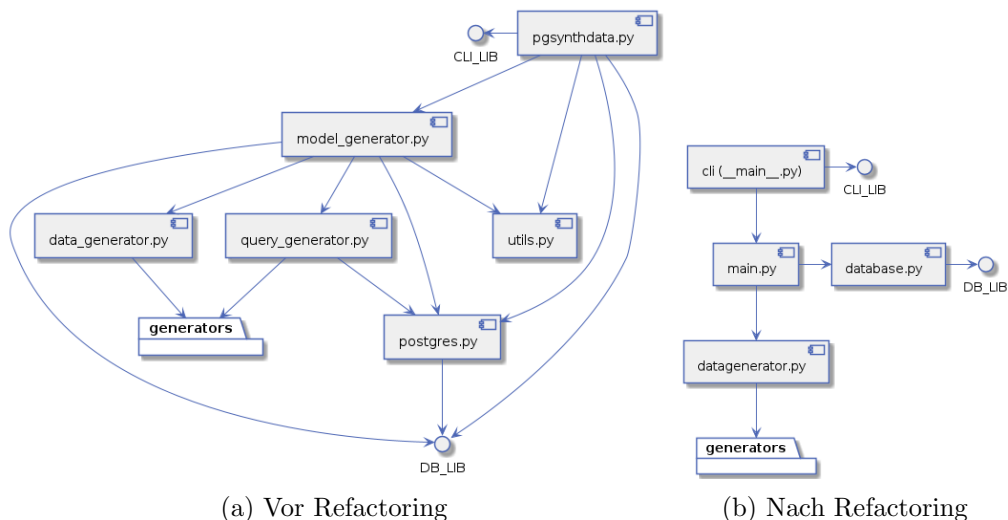 pgsynthdata.py
CLI_LIB
model_generator.py
data_generator.py
query_generator.py
utils.py
generators
postgres.py
DB_LIB
(a) Vor Refactoring
cli (__main__.py)
CLI_LIB
main.py
database.py
DB_LIB
datagenerator.py
generators
(b) Nach Refactoring